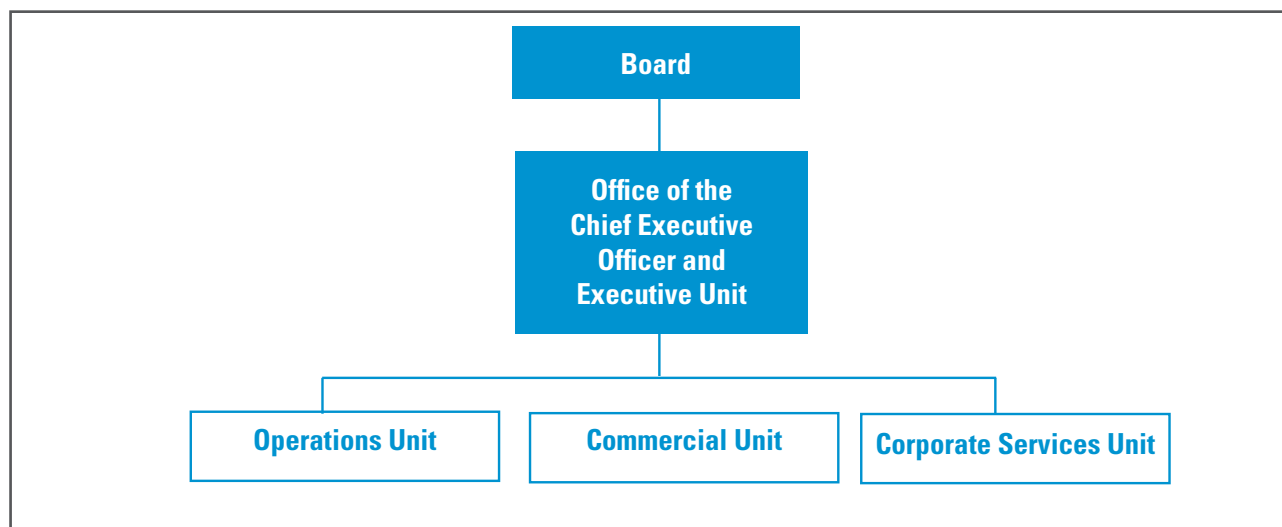 Board
Office of the
Chief Executive
Officer and
Executive Unit
Operations Unit
Commercial Unit
Corporate Services Unit